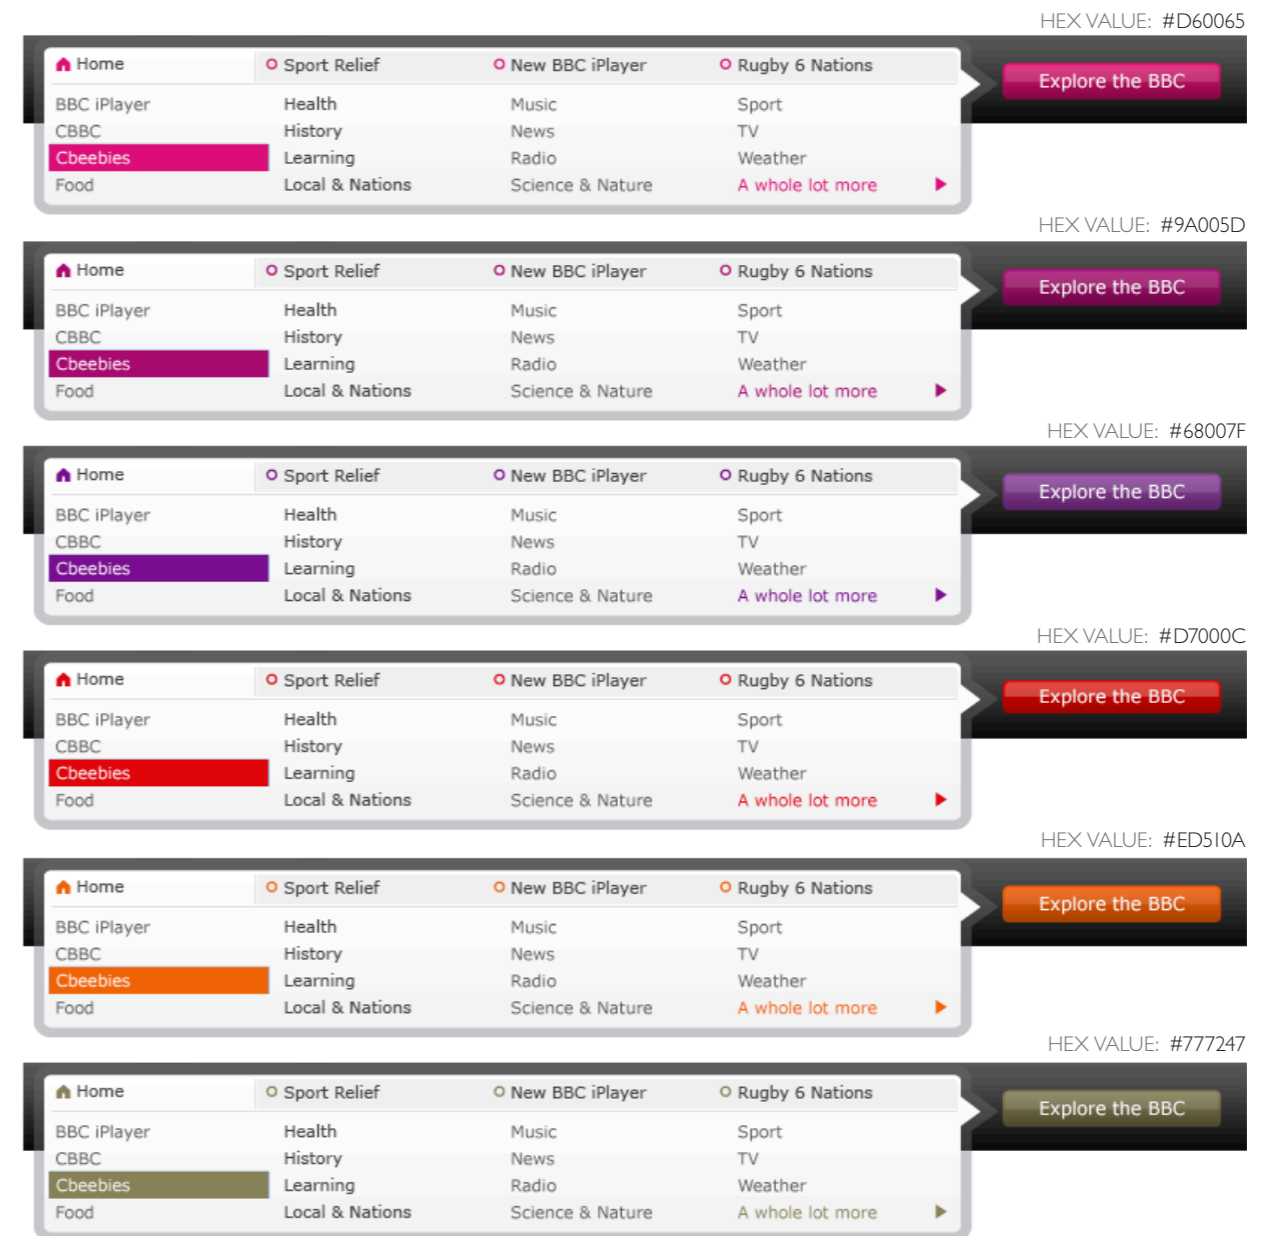 HEX VALUE: #D60065
Home Sport Relief New BBC iPlayer Rugby 6 Nations Explore the BBC
BBC iPlayer Health Music Sport
CBBC History News TV
Cbeebies Learning Radio Weather
Food Local & Nations Science & Nature A whole lot more
HEX VALUE: #9A005D
Home Sport Relief New BBC iPlayer Rugby 6 Nations Explore the BBC
BBC iPlayer Health Music Sport
CBBC History News TV
Cbeebies Learning Radio Weather
Food Local & Nations Science & Nature A whole lot more
HEX VALUE: #68007F
Home Sport Relief New BBC iPlayer Rugby 6 Nations Explore the BBC
BBC iPlayer Health Music Sport
CBBC History News TV
Cbeebies Learning Radio Weather
Food Local & Nations Science & Nature A whole lot more
HEX VALUE: #D7000C
Home Sport Relief New BBC iPlayer Rugby 6 Nations Explore the BBC
BBC iPlayer Health Music Sport
CBBC History News TV
Cbeebies Learning Radio Weather
Food Local & Nations Science & Nature A whole lot more
HEX VALUE: #ED510A
Home Sport Relief New BBC iPlayer Rugby 6 Nations Explore the BBC
BBC iPlayer Health Music Sport
CBBC History News TV
Cbeebies Learning Radio Weather
Food Local & Nations Science & Nature A whole lot more
HEX VALUE: #777247
Home Sport Relief New BBC iPlayer Rugby 6 Nations Explore the BBC
BBC iPlayer Health Music Sport
CBBC History News TV
Cbeebies Learning Radio Weather
Food Local & Nations Science & Nature A whole lot more